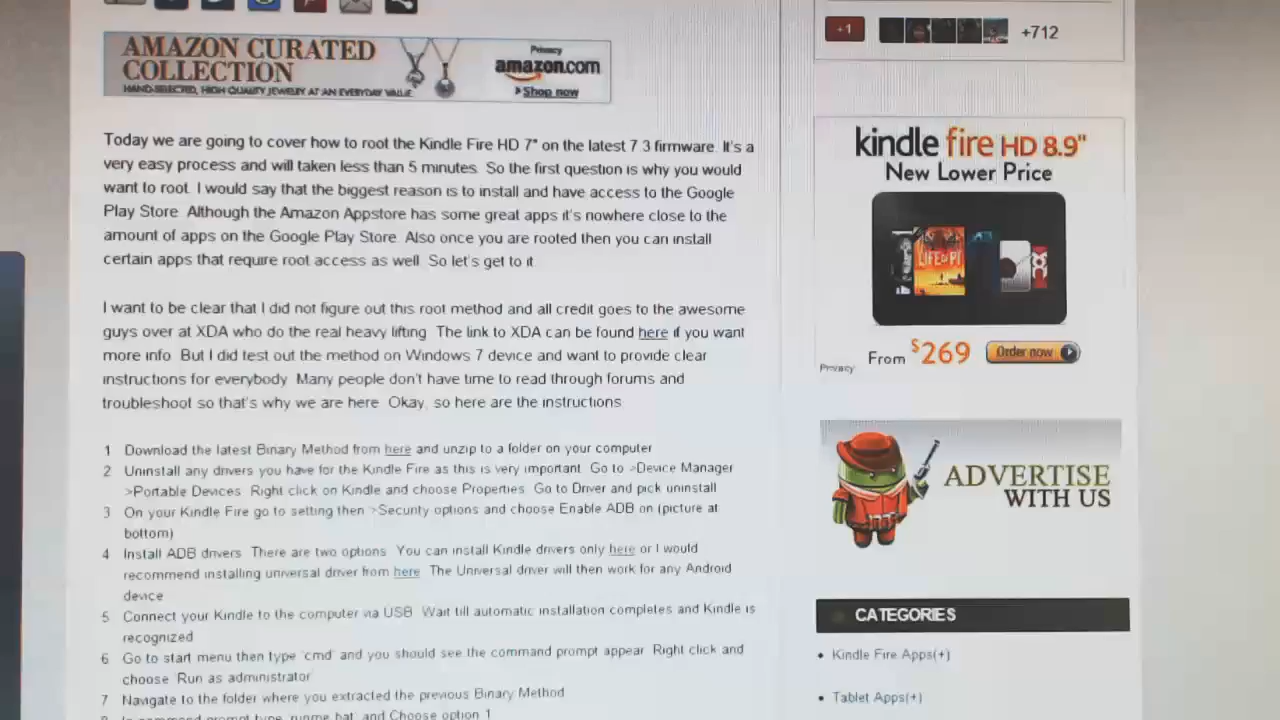 AMAZON CURATED
COLLECTION
HAND-SELECTED, HIGH QUALITY JEWELRY AT AN EVERYDAY VALUE
Privacy
amazon.com
Shop now
+1
+712
Today we are going to cover how to root the Kindle Fire HD 7" on the latest 7 3 firmware. It's a
very easy process and will taken less than 5 minutes. So the first question is why you would
want to root. I would say that the biggest reason is to install and have access to the Google
Play Store. Although the Amazon Appstore has some great apps it's nowhere close to the
amount of apps on the Google Play Store. Also once you are rooted then you can install
certain apps that require root access as well. So let's get to it.
I want to be clear that I did not figure out this root method and all credit goes to the awesome
guys over at XDA who do the real heavy lifting. The link to XDA can be found here if you want
more info. But I did test out the method on Windows 7 device and want to provide clear
instructions for everybody. Many people don't have time to read through forums and
troubleshoot so that's why we are here. Okay, so here are the instructions
1 Download the latest Binary Method from here and unzip to a folder on your computer
2 Uninstall any drivers you have for the Kindle Fire as this is very important. Go to >Device Manager
>Portable Devices. Right click on Kindle and choose Properties. Go to Driver and pick uninstall
3 On your Kindle Fire go to setting then >Security options and choose Enable ADB on (picture at
bottom)
4 Install ADB drivers. There are two options. You can install Kindle drivers only here or I would
recommend installing universal driver from here. The Universal driver will then work for any Android
device
5 Connect your Kindle to the computer via USB. Wait till automatic installation completes and Kindle is
recognized
6 Go to start menu then type 'cmd' and you should see the command prompt appear. Right click and
choose 'Run as administrator'
7 Navigate to the folder where you extracted the previous Binary Method
8 In command prompt type 'runme.bat' and Choose option 1
kindle fire HD 8.9"
New Lower Price
LIFE OF PI
Privacy
From $269
Order now
ADVERTISE
WITH US
CATEGORIES
• Kindle Fire Apps(+)
• Tablet Apps(+)